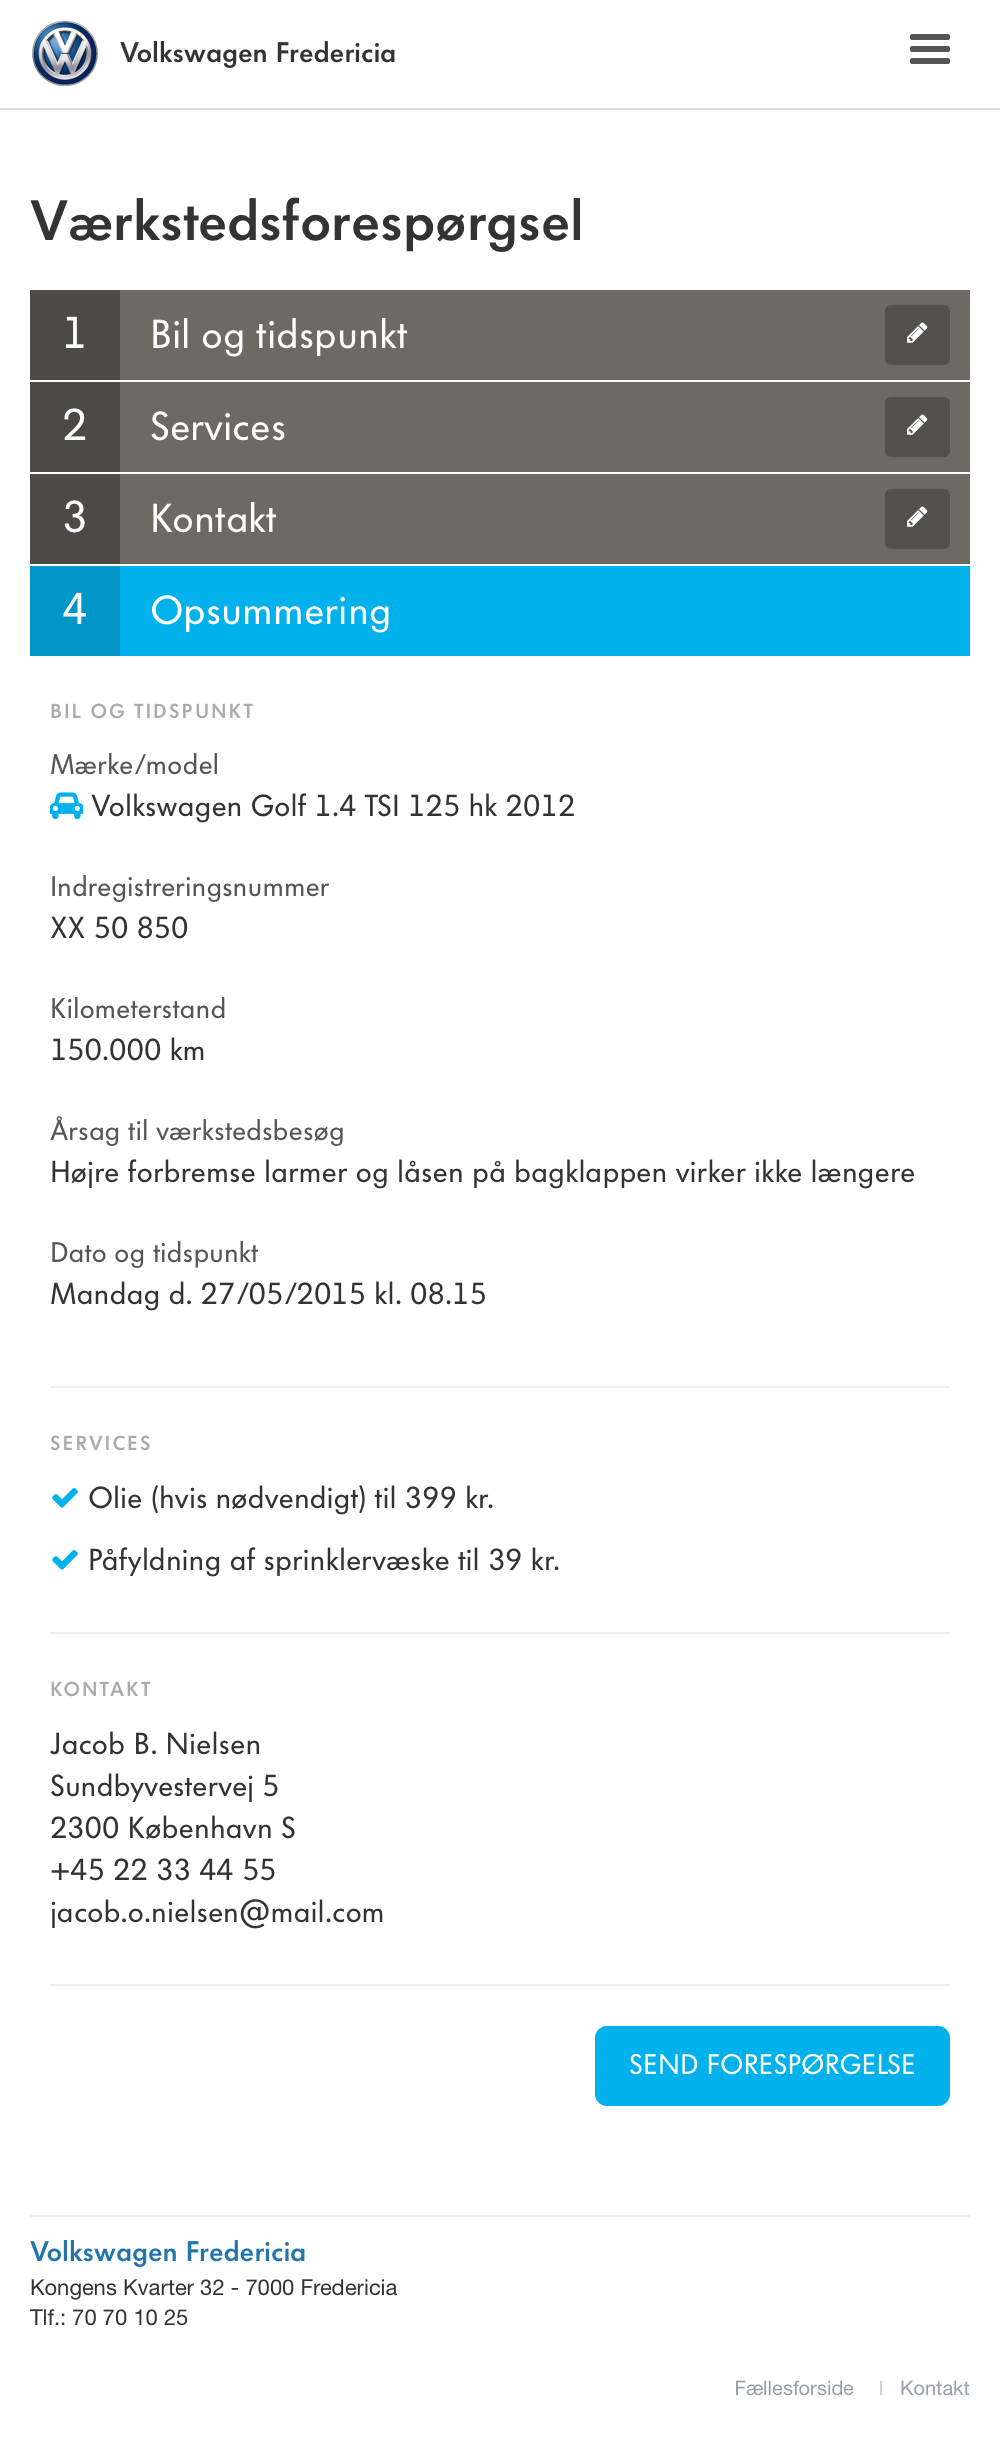 Volkswagen Fredericia
Værkstedsforespørgsel
1 Bil og tidspunkt
2 Services
3 Kontakt
4 Opsummering
BIL OG TIDSPUNKT
Mærke/model
Volkswagen Golf 1.4 TSI 125 hk 2012
Indregistreringsnummer
XX 50 850
Kilometerstand
150.000 km
Årsag til værkstedsbesøg
Højre forbremse larmer og låsen på bagklappen virker ikke længere
Dato og tidspunkt
Mandag d. 27/05/2015 kl. 08.15
SERVICES
Olie (hvis nødvendigt) til 399 kr.
Påfyldning af sprinklervæske til 39 kr.
KONTAKT
Jacob B. Nielsen
Sundbyvestervej 5
2300 København S
+45 22 33 44 55
jacob.o.nielsen@mail.com
SEND FORESPØRGELSE
Volkswagen Fredericia
Kongens Kvarter 32 - 7000 Fredericia
Tlf.: 70 70 10 25
Fællesforside | Kontakt